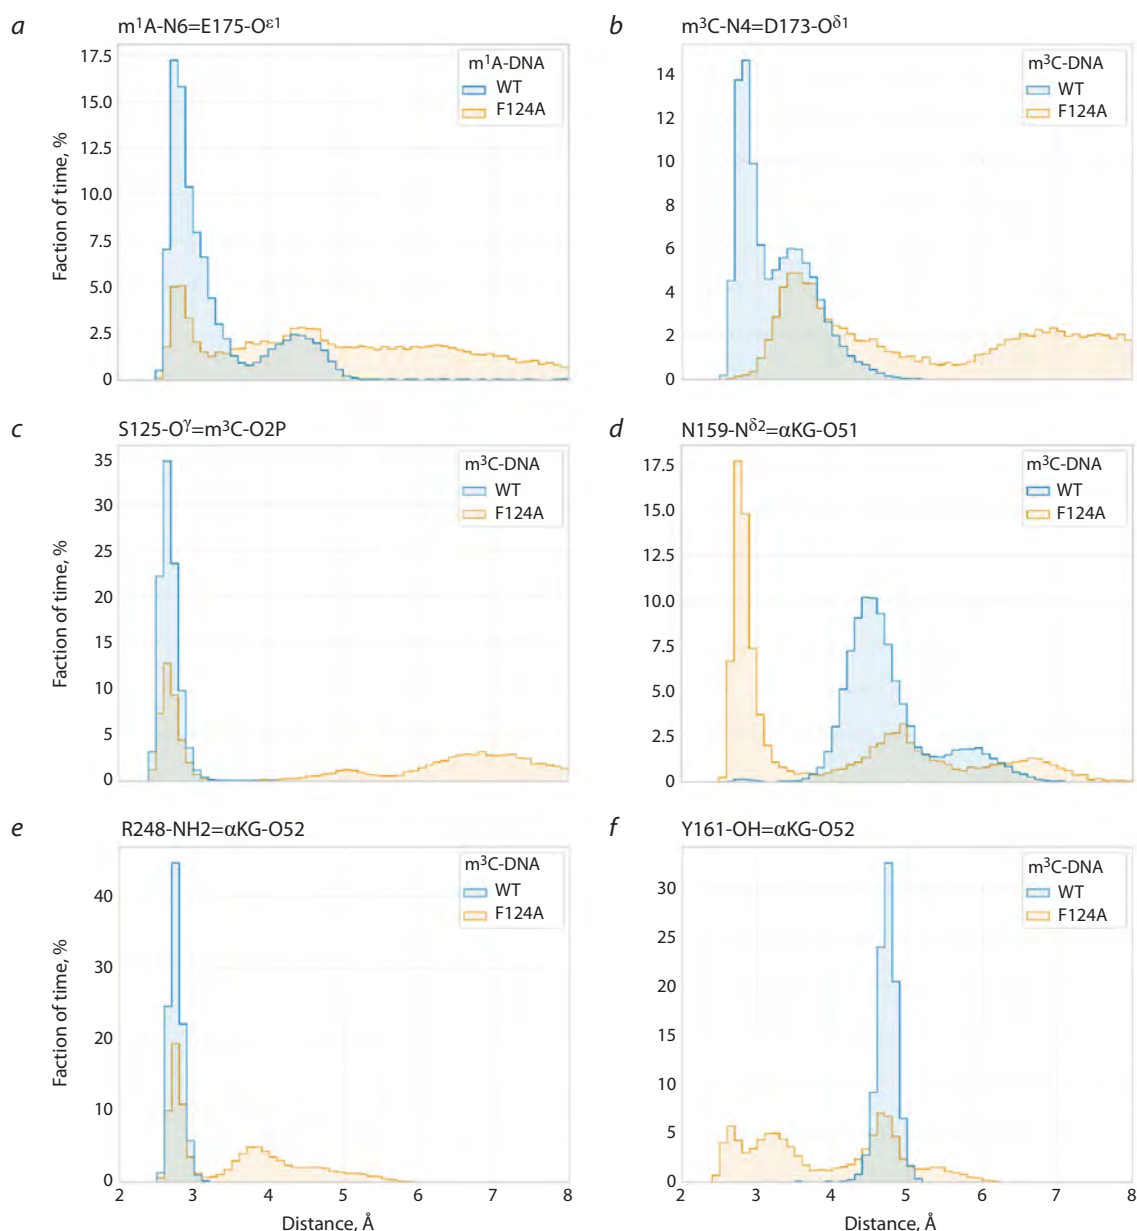 a
m¹A-N6=E175-Oᵋ¹
17.5
15.0
12.5
10.0
7.5
5.0
2.5
0
Faction of time, %
m¹A-DNA
WT
F124A
b
m³C-N4=D173-Oᵟ¹
14
12
10
8
6
4
2
0
m³C-DNA
WT
F124A
c
S125-Oᵞ=m³C-O2P
35
30
25
20
15
10
5
0
Faction of time, %
m³C-DNA
WT
F124A
d
N159-Nᵟ²=αKG-O51
17.5
15.0
12.5
10.0
7.5
5.0
2.5
0
m³C-DNA
WT
F124A
e
R248-NH2=αKG-O52
40
30
20
10
0
Faction of time, %
m³C-DNA
WT
F124A
2 3 4 5 6 7 8
Distance, Å
f
Y161-OH=αKG-O52
30
25
20
15
10
5
0
m³C-DNA
WT
F124A
2 3 4 5 6 7 8
Distance, Å